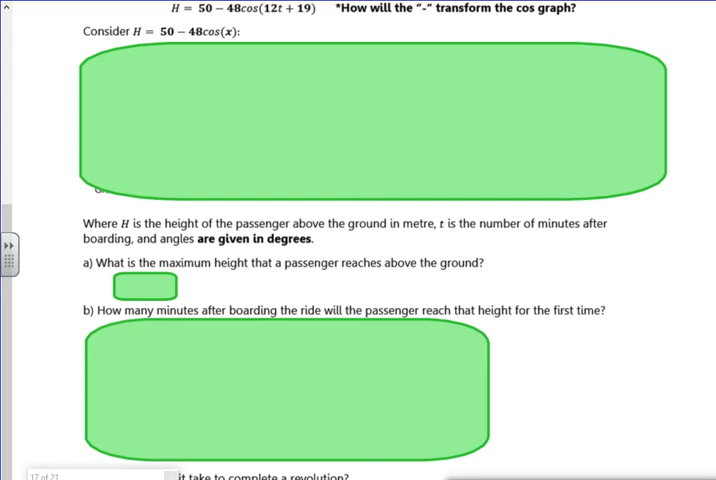 H = 50 − 48cos(12t + 19) *How will the "-" transform the cos graph?
Consider H = 50 − 48cos(x):
Where H is the height of the passenger above the ground in metre, t is the number of minutes after
boarding, and angles are given in degrees.
a) What is the maximum height that a passenger reaches above the ground?
b) How many minutes after boarding the ride will the passenger reach that height for the first time?
it take to complete a revolution?
17 of 21